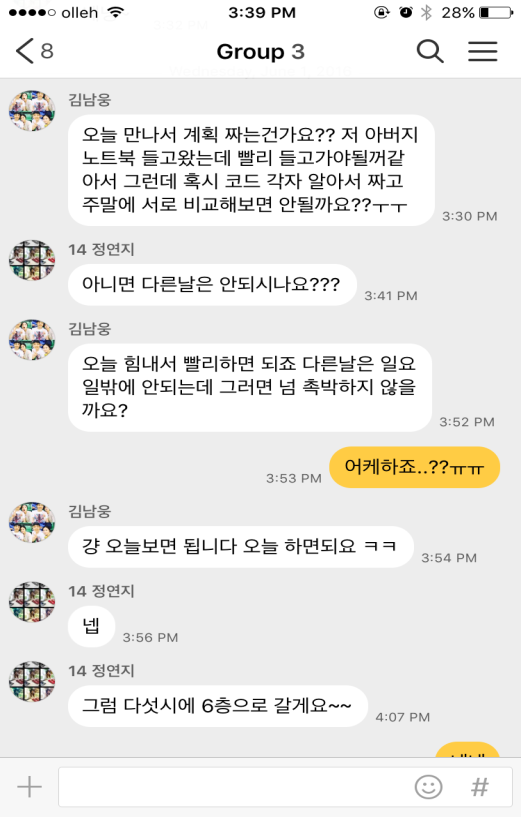 olleh
3:39 PM
28%
8
Group 3
김남웅
오늘 만나서 계획 짜는건가요?? 저 아버지
노트북 들고왔는데 빨리 들고가야될꺼같
아서 그런데 혹시 코드 각자 알아서 짜고
주말에 서로 비교해보면 안될까요??ㅜㅜ
3:30 PM
14 정연지
아니면 다른날은 안되시나요???
3:41 PM
김남웅
오늘 힘내서 빨리하면 되죠 다른날은 일요
일밖에 안되는데 그러면 넘 촉박하지 않을
까요?
3:52 PM
어케하죠..??ㅠㅠ
3:53 PM
김남웅
걍 오늘보면 됩니다 오늘 하면되요 ㅋㅋ
3:54 PM
14 정연지
넵
3:56 PM
14 정연지
그럼 다섯시에 6층으로 갈게요~~
4:07 PM
#